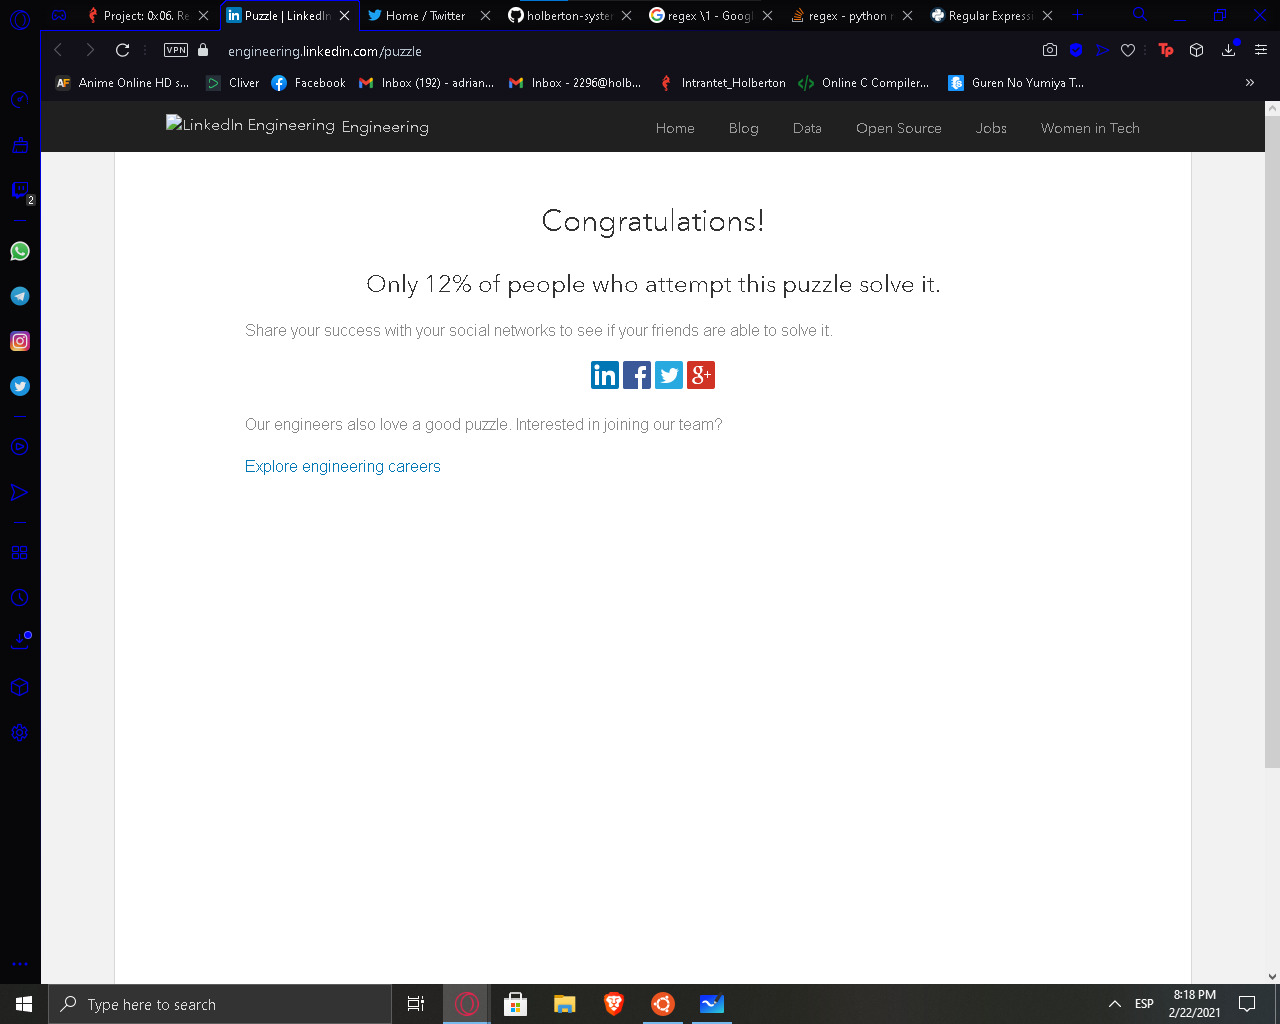 Project: 0x06. Re
Puzzle | LinkedIn
Home / Twitter
holberton-syster
regex \1 - Googl
regex - python r
Regular Expressi
VPN
engineering.linkedin.com/puzzle
Tp
AF Anime Online HD s...
Cliver
Facebook
Inbox (192) - adrian...
Inbox - 2296@holb...
Intrantet_Holberton
Online C Compiler...
Guren No Yumiya T...
»
LinkedIn Engineering Engineering
Home
Blog
Data
Open Source
Jobs
Women in Tech
2
Congratulations!
Only 12% of people who attempt this puzzle solve it.
Share your success with your social networks to see if your friends are able to solve it.
in f g+
Our engineers also love a good puzzle. Interested in joining our team?
Explore engineering careers
Type here to search
ESP
8:18 PM
2/22/2021